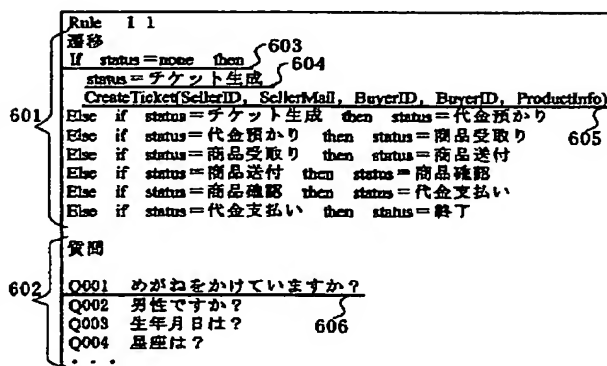 Rule 11
遷移
If status=none then
603
status=チケット生成
604
CreateTicket(SellerID, SellerMail, BuyerID, BuyerID, ProductInfo)
601
Else if status=チケット生成 then status=代金預かり
605
Else if status=代金預かり then status=商品受取り
Else if status=商品受取り then status=商品送付
Else if status=商品送付 then status=商品確認
Else if status=商品確認 then status=代金支払い
Else if status=代金支払い then status=終了
質問
602
Q001 めがねをかけていますか?
Q002 男性ですか?
606
Q003 生年月日は?
Q004 星座は?
・・・